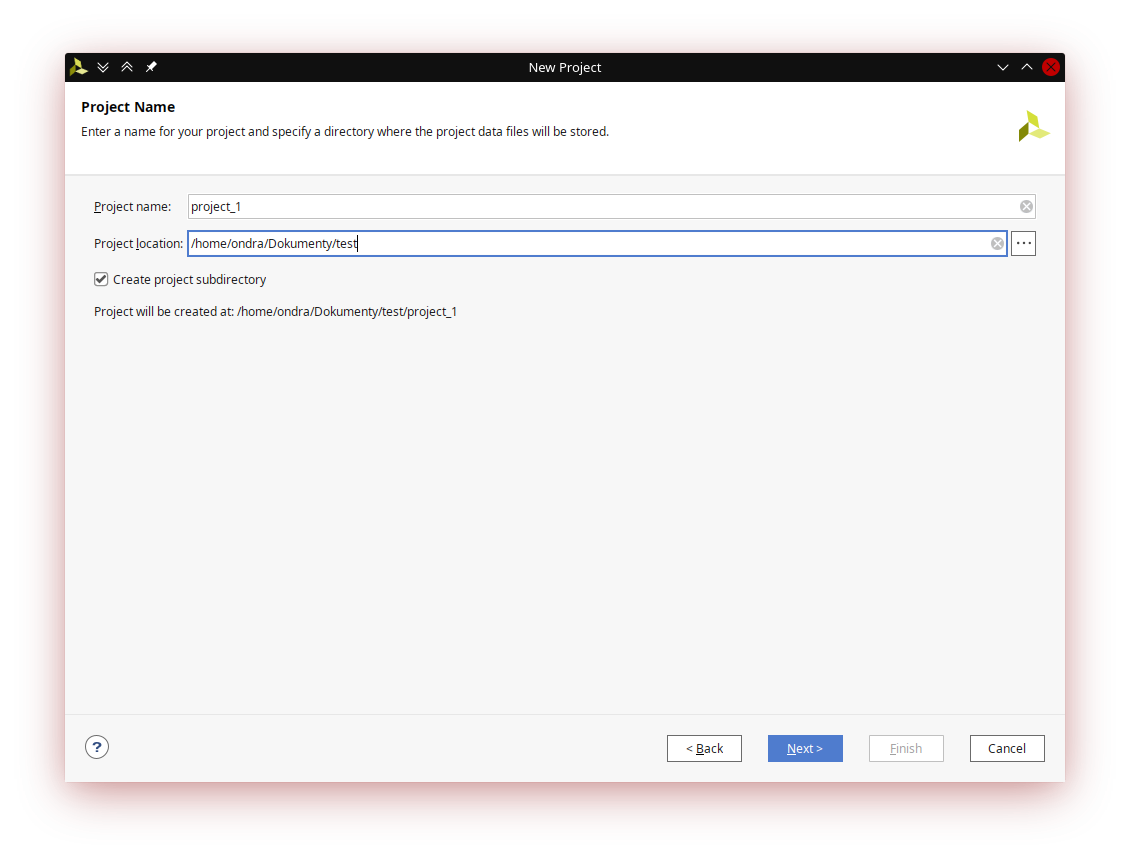 New Project
Project Name
Enter a name for your project and specify a directory where the project data files will be stored.
Project name: project_1
Project location: /home/ondra/Dokumenty/test
...
Create project subdirectory
Project will be created at: /home/ondra/Dokumenty/test/project_1
? < Back Next > Finish Cancel